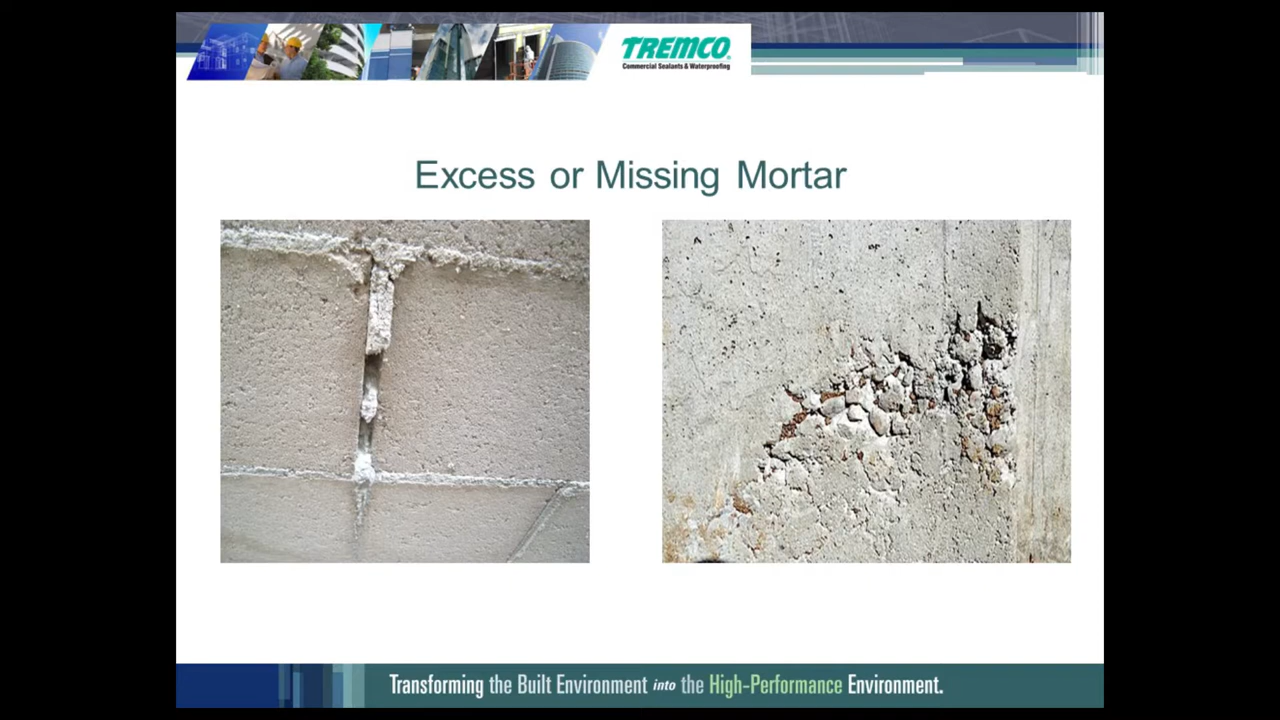 TREMCO®
Commercial Sealants & Waterproofing
Excess or Missing Mortar
Transforming the Built Environment into the High-Performance Environment.